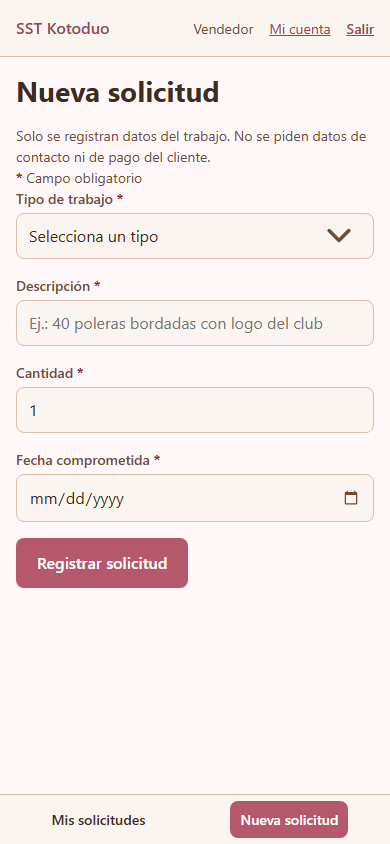 SST Kotoduo Vendedor Mi cuenta Salir
Nueva solicitud
Solo se registran datos del trabajo. No se piden datos de
contacto ni de pago del cliente.
* Campo obligatorio
Tipo de trabajo *
Selecciona un tipo
Descripción *
Ej.: 40 poleras bordadas con logo del club
Cantidad *
1
Fecha comprometida *
mm/dd/yyyy
Registrar solicitud
Mis solicitudes Nueva solicitud